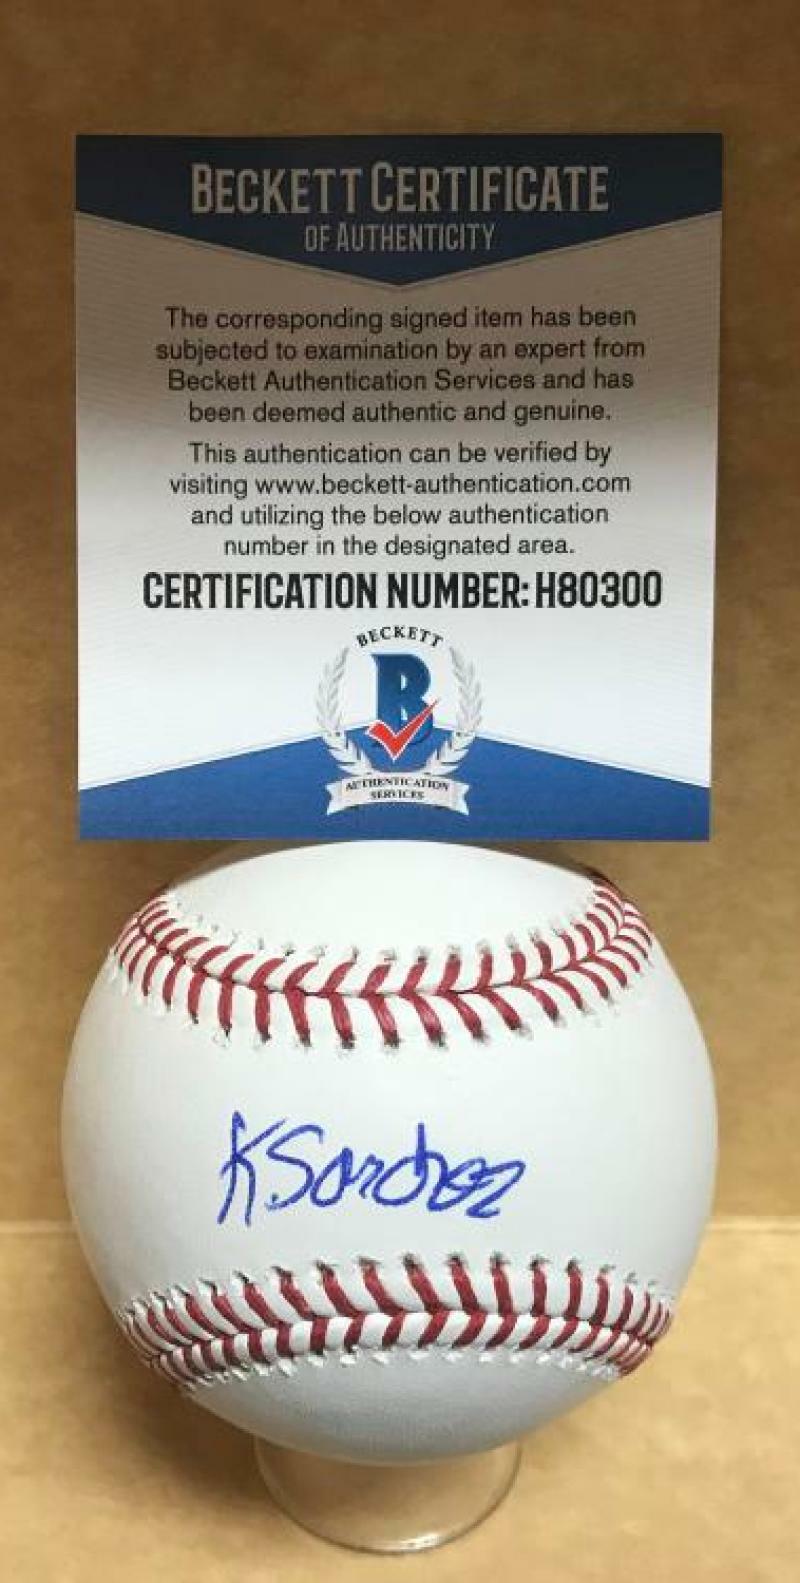 BECKETT CERTIFICATE
OF AUTHENTICITY
The corresponding signed item has been
subjected to examination by an expert from
Beckett Authentication Services and has
been deemed authentic and genuine.
This authentication can be verified by
visiting www.beckett-authentication.com
and utilizing the below authentication
number in the designated area.
CERTIFICATION NUMBER: H80300
BECKETT
B
AUTHENTICATION
SERVICES
K.Sanchez